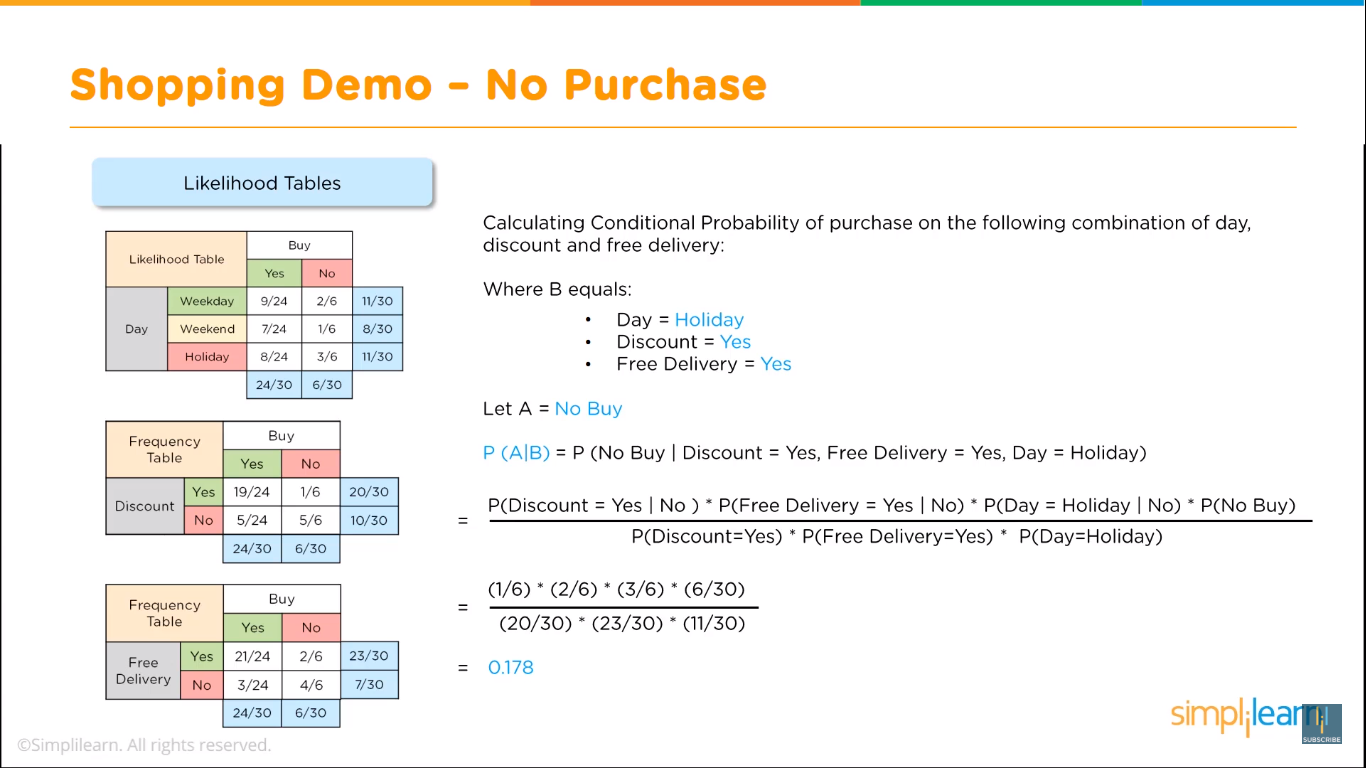 Shopping Demo – No Purchase
Likelihood Tables
Likelihood Table
Buy
Yes No
Day
Weekday 9/24 2/6 11/30
Weekend 7/24 1/6 8/30
Holiday 8/24 3/6 11/30
24/30 6/30
Frequency
Table
Buy
Yes No
Discount
Yes 19/24 1/6 20/30
No 5/24 5/6 10/30
24/30 6/30
Frequency
Table
Buy
Yes No
Free
Delivery
Yes 21/24 2/6 23/30
No 3/24 4/6 7/30
24/30 6/30
Calculating Conditional Probability of purchase on the following combination of day,
discount and free delivery:
Where B equals:
• Day = Holiday
• Discount = Yes
• Free Delivery = Yes
Let A = No Buy
P (A|B) = P (No Buy | Discount = Yes, Free Delivery = Yes, Day = Holiday)
= P(Discount = Yes | No ) * P(Free Delivery = Yes | No) * P(Day = Holiday | No) * P(No Buy)
P(Discount=Yes) * P(Free Delivery=Yes) * P(Day=Holiday)
= (1/6) * (2/6) * (3/6) * (6/30)
(20/30) * (23/30) * (11/30)
= 0.178
simplilearn
SUBSCRIBE
©Simplilearn. All rights reserved.